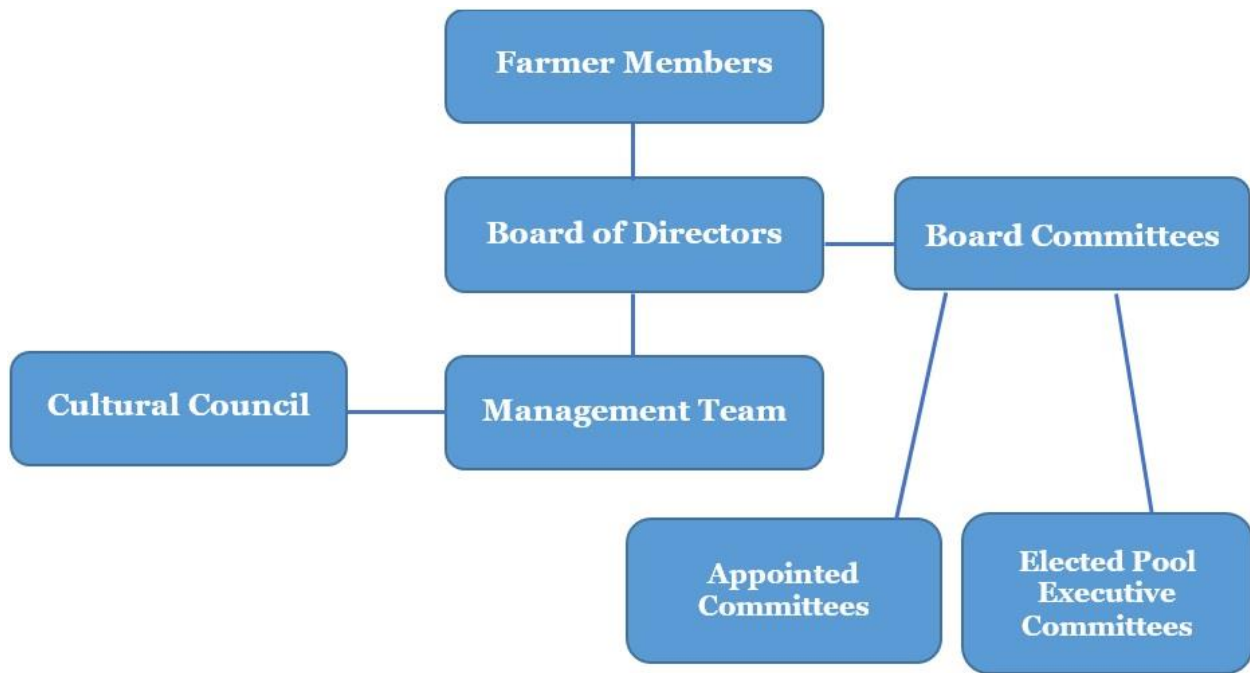 Farmer Members
Board of Directors
Board Committees
Cultural Council
Management Team
Appointed
Committees
Elected Pool
Executive
Committees